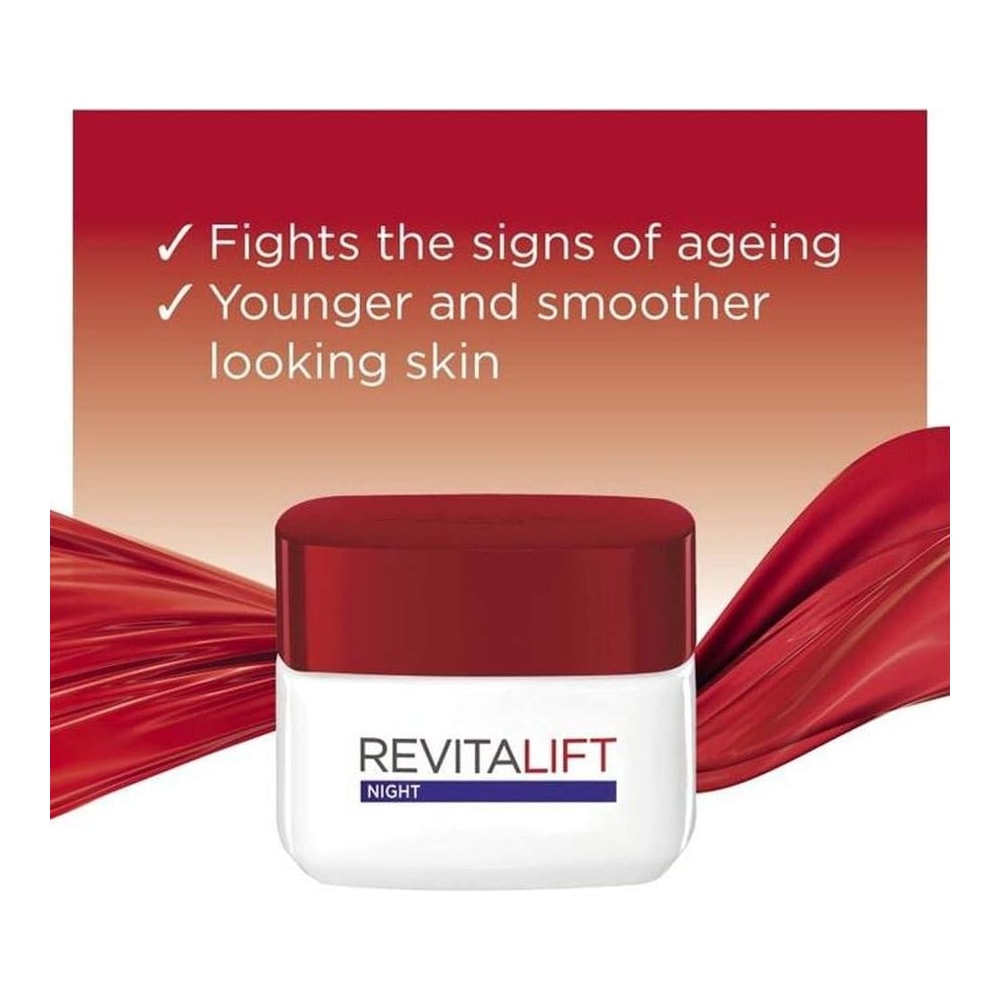 ✓ Fights the signs of ageing
✓ Younger and smoother
looking skin
REVITALIFT
NIGHT